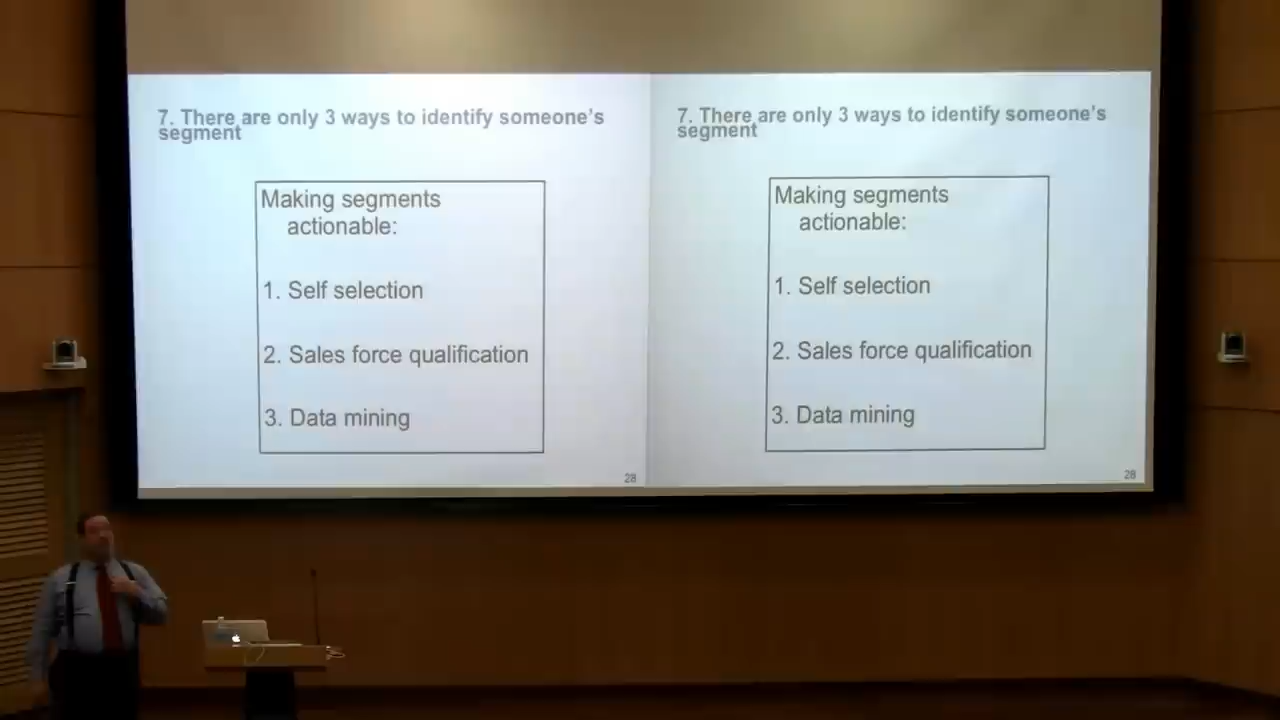 7. There are only 3 ways to identify someone's
segment
Making segments
actionable:
1. Self selection
2. Sales force qualification
3. Data mining
28
7. There are only 3 ways to identify someone's
segment
Making segments
actionable:
1. Self selection
2. Sales force qualification
3. Data mining
28